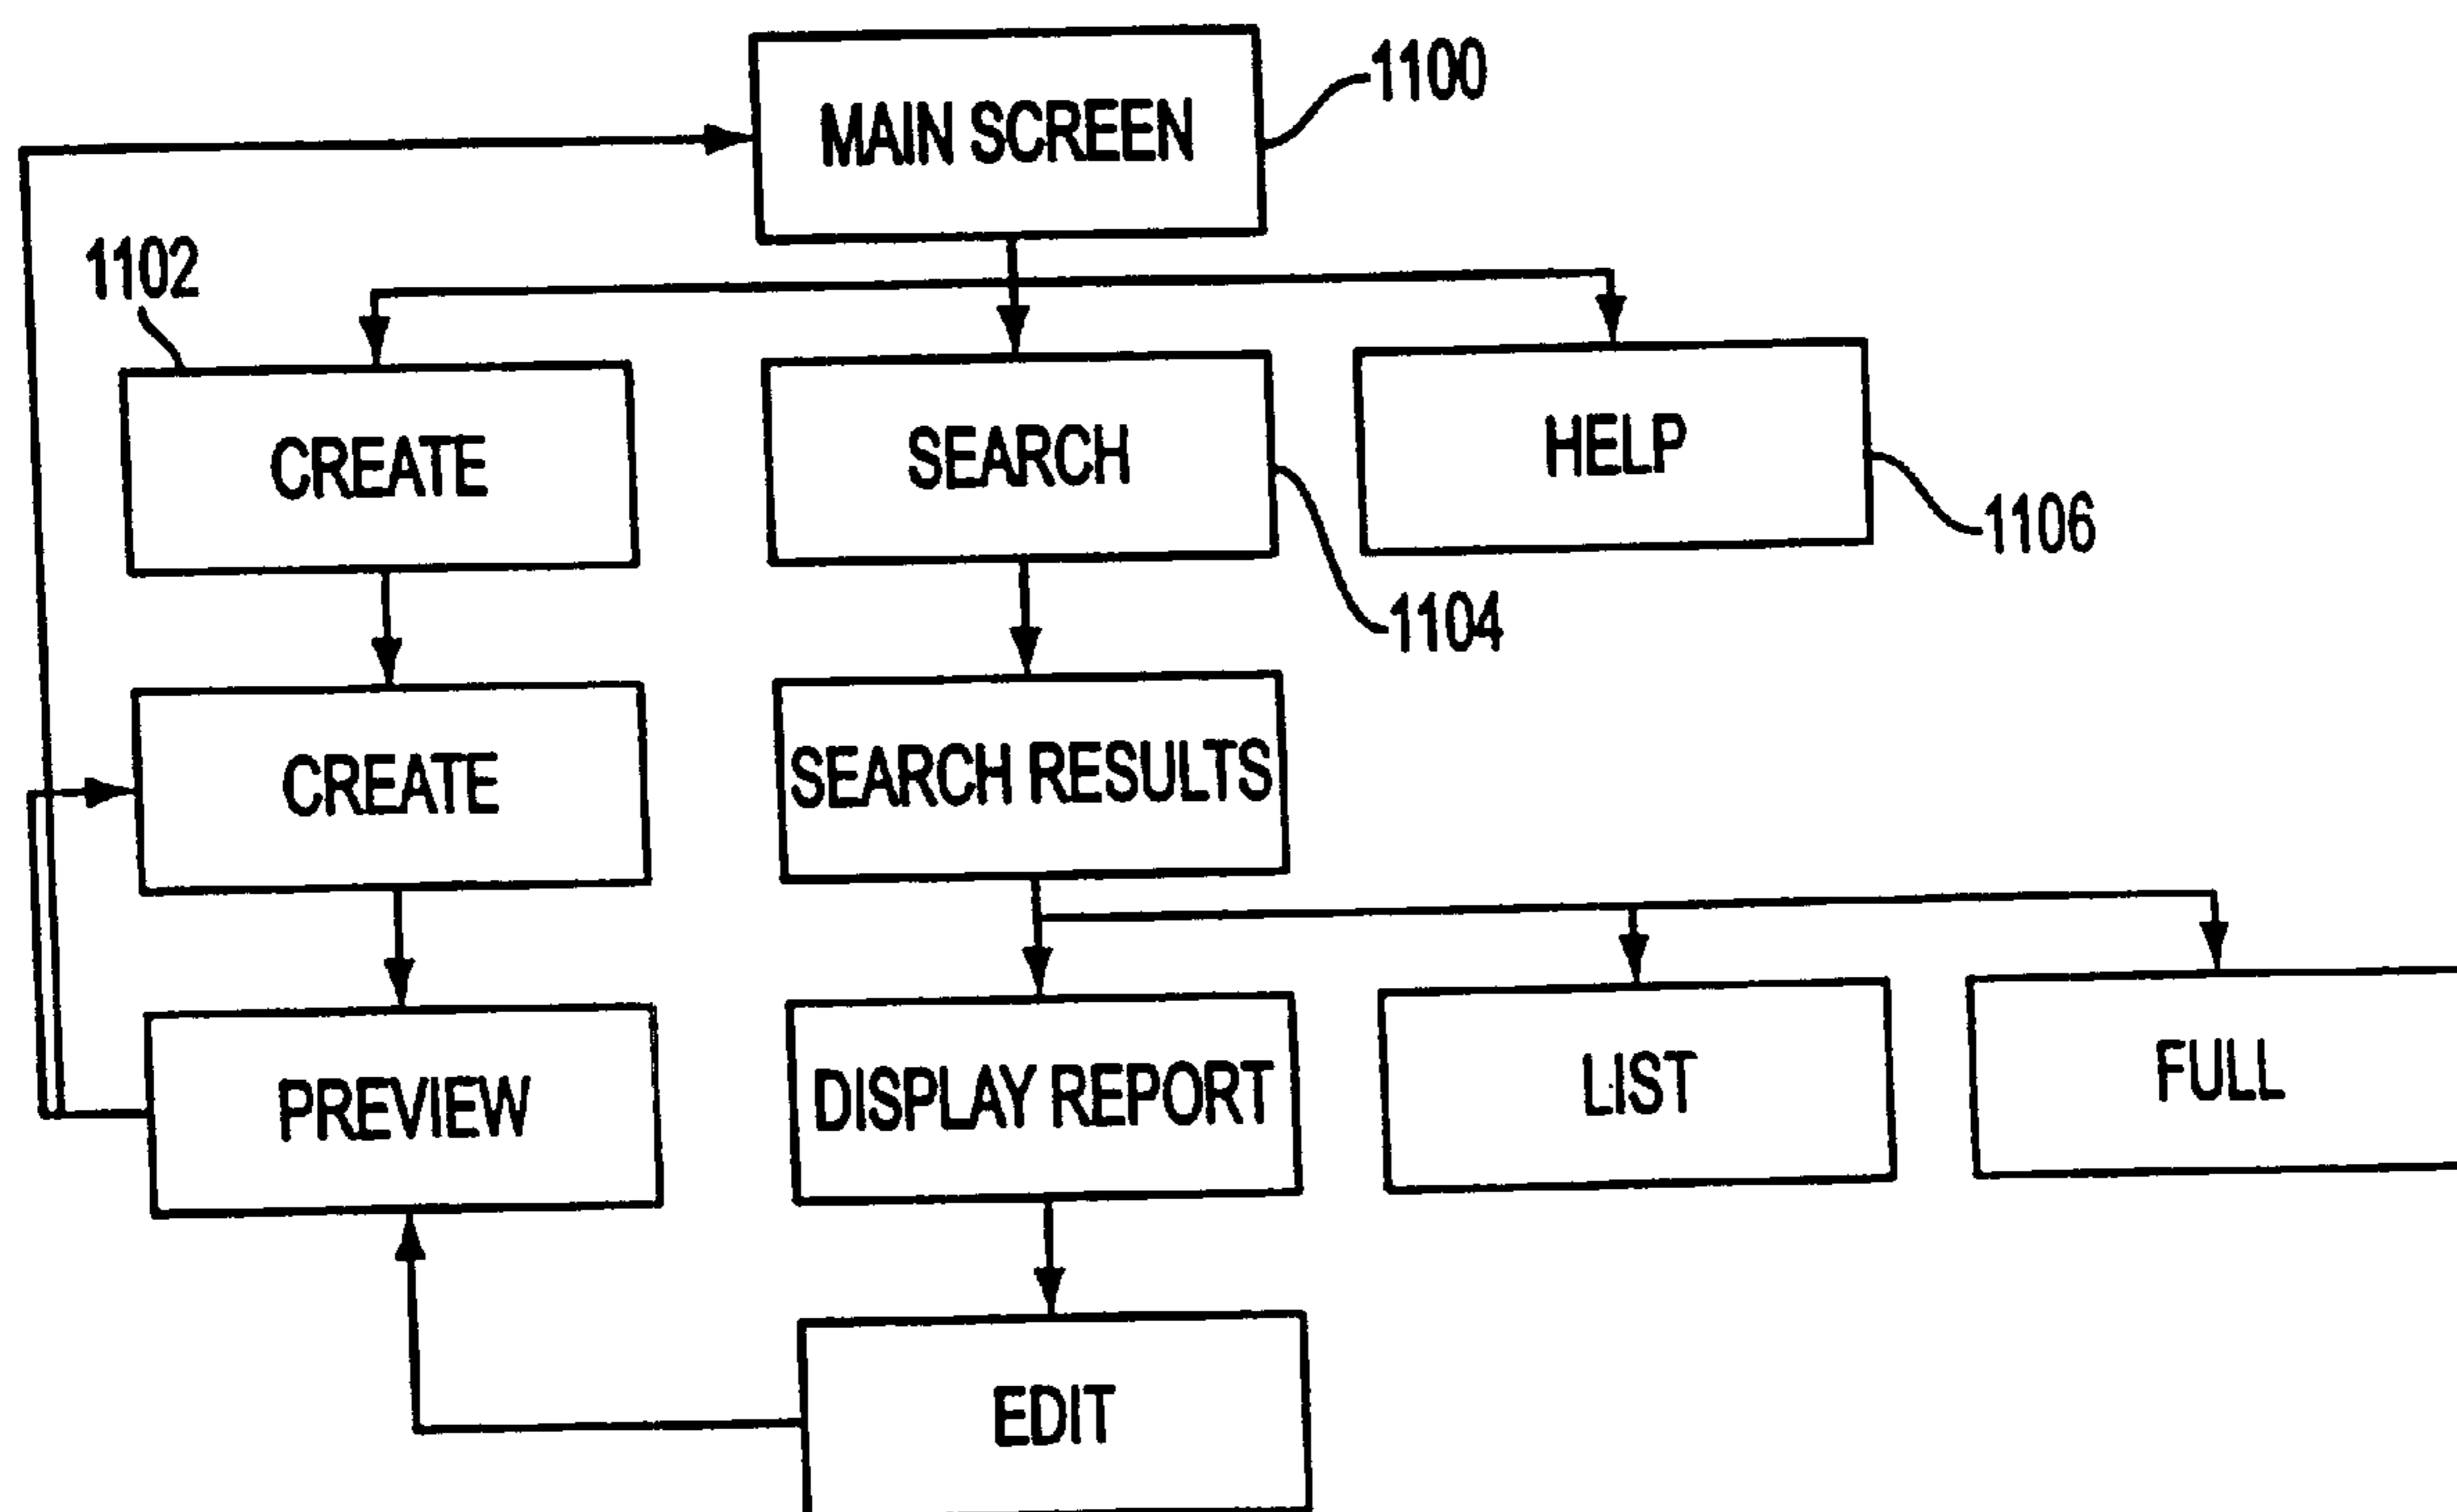 MAIN SCREEN
1100
1102
CREATE
SEARCH
HELP
1106
1104
CREATE
SEARCH RESULTS
PREVIEW
DISPLAY REPORT
LIST
FULL
EDIT